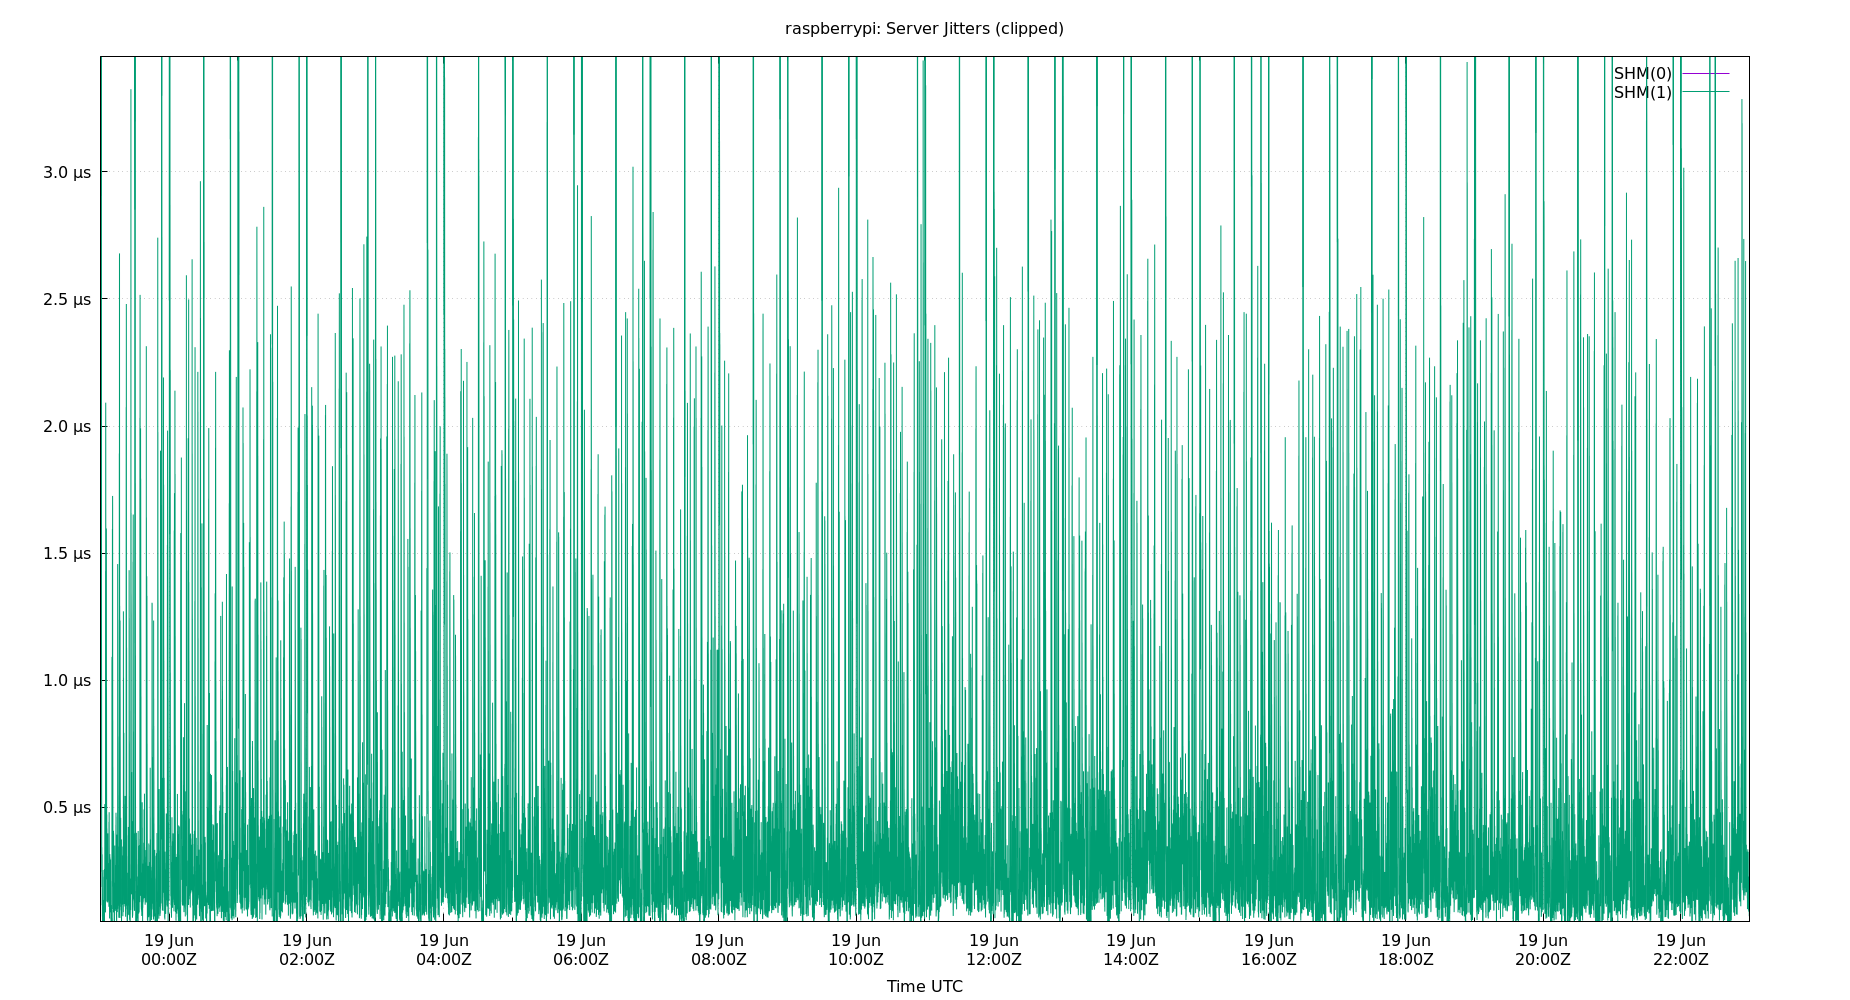 raspberrypi: Server Jitters (clipped)
SHM(0)
SHM(1)
3.0 µs
2.5 µs
2.0 µs
1.5 µs
1.0 µs
0.5 µs
19 Jun 19 Jun 19 Jun 19 Jun 19 Jun 19 Jun 19 Jun 19 Jun 19 Jun 19 Jun 19 Jun 19 Jun
00:00Z 02:00Z 04:00Z 06:00Z 08:00Z 10:00Z 12:00Z 14:00Z 16:00Z 18:00Z 20:00Z 22:00Z
Time UTC